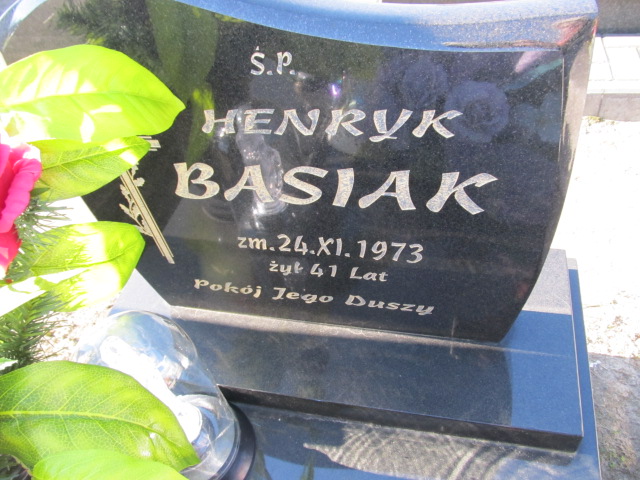 Ś.P.
HENRYK
BASIAK
zm. 24.XI.1973
żył 41 Lat
Pokój Jego Duszy